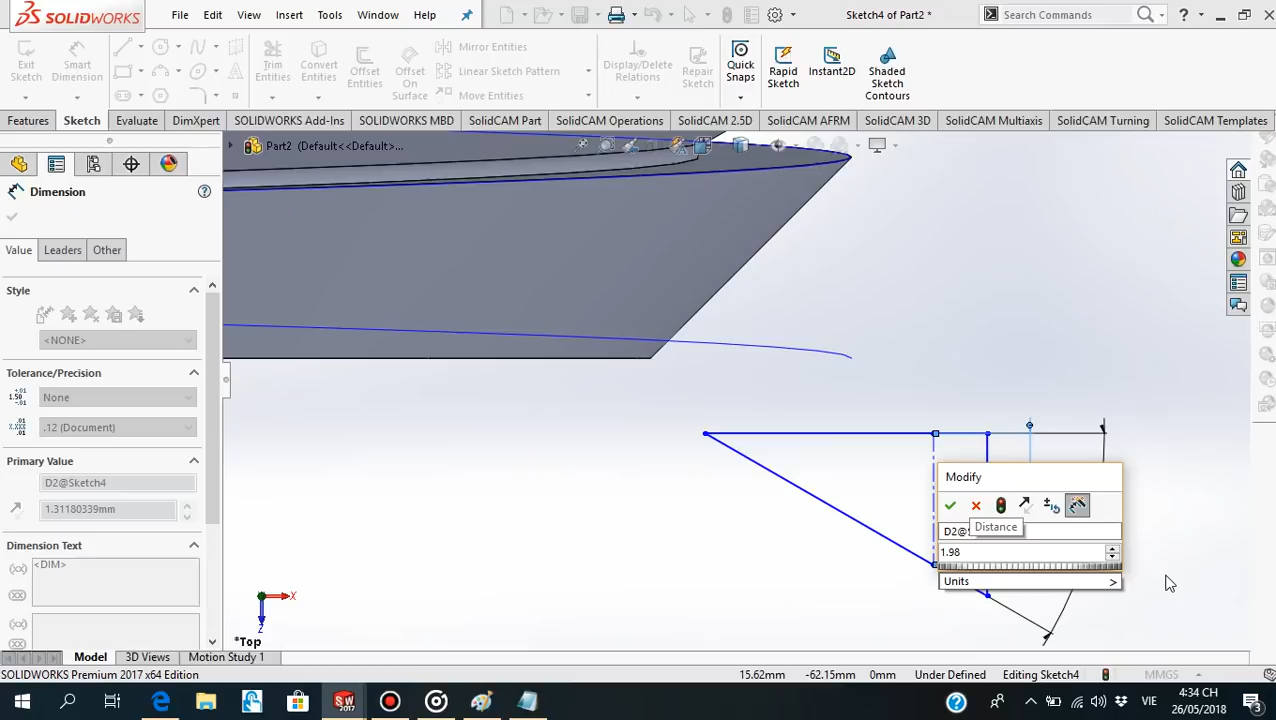 SOLIDWORKS
File Edit View Insert Tools Window Help
Sketch4 of Part2 *
Search Commands
Exit Sketch
Smart Dimension
Trim Entities
Convert Entities
Offset Entities
Offset On Surface
Mirror Entities
Linear Sketch Pattern
Move Entities
Display/Delete Relations
Repair Sketch
Quick Snaps
Rapid Sketch
Instant2D
Shaded Sketch Contours
Features Sketch Evaluate DimXpert SOLIDWORKS Add-Ins SOLIDWORKS MBD SolidCAM Part SolidCAM Operations SolidCAM 2.5D SolidCAM AFRM SolidCAM 3D SolidCAM Multiaxis SolidCAM Turning SolidCAM Templates
Part2 (Default<<Default>...
Dimension
Value Leaders Other
Style
<NONE>
Tolerance/Precision
None
.12 (Document)
Primary Value
D2@Sketch4
1.31180339mm
Dimension Text
<DIM>
Modify
Distance
D2@S
1.98
Units >
X
Z
*Top
Model 3D Views Motion Study 1
SOLIDWORKS Premium 2017 x64 Edition
15.62mm -62.15mm 0mm Under Defined Editing Sketch4 MMGS
VIE
4:34 CH
26/05/2018